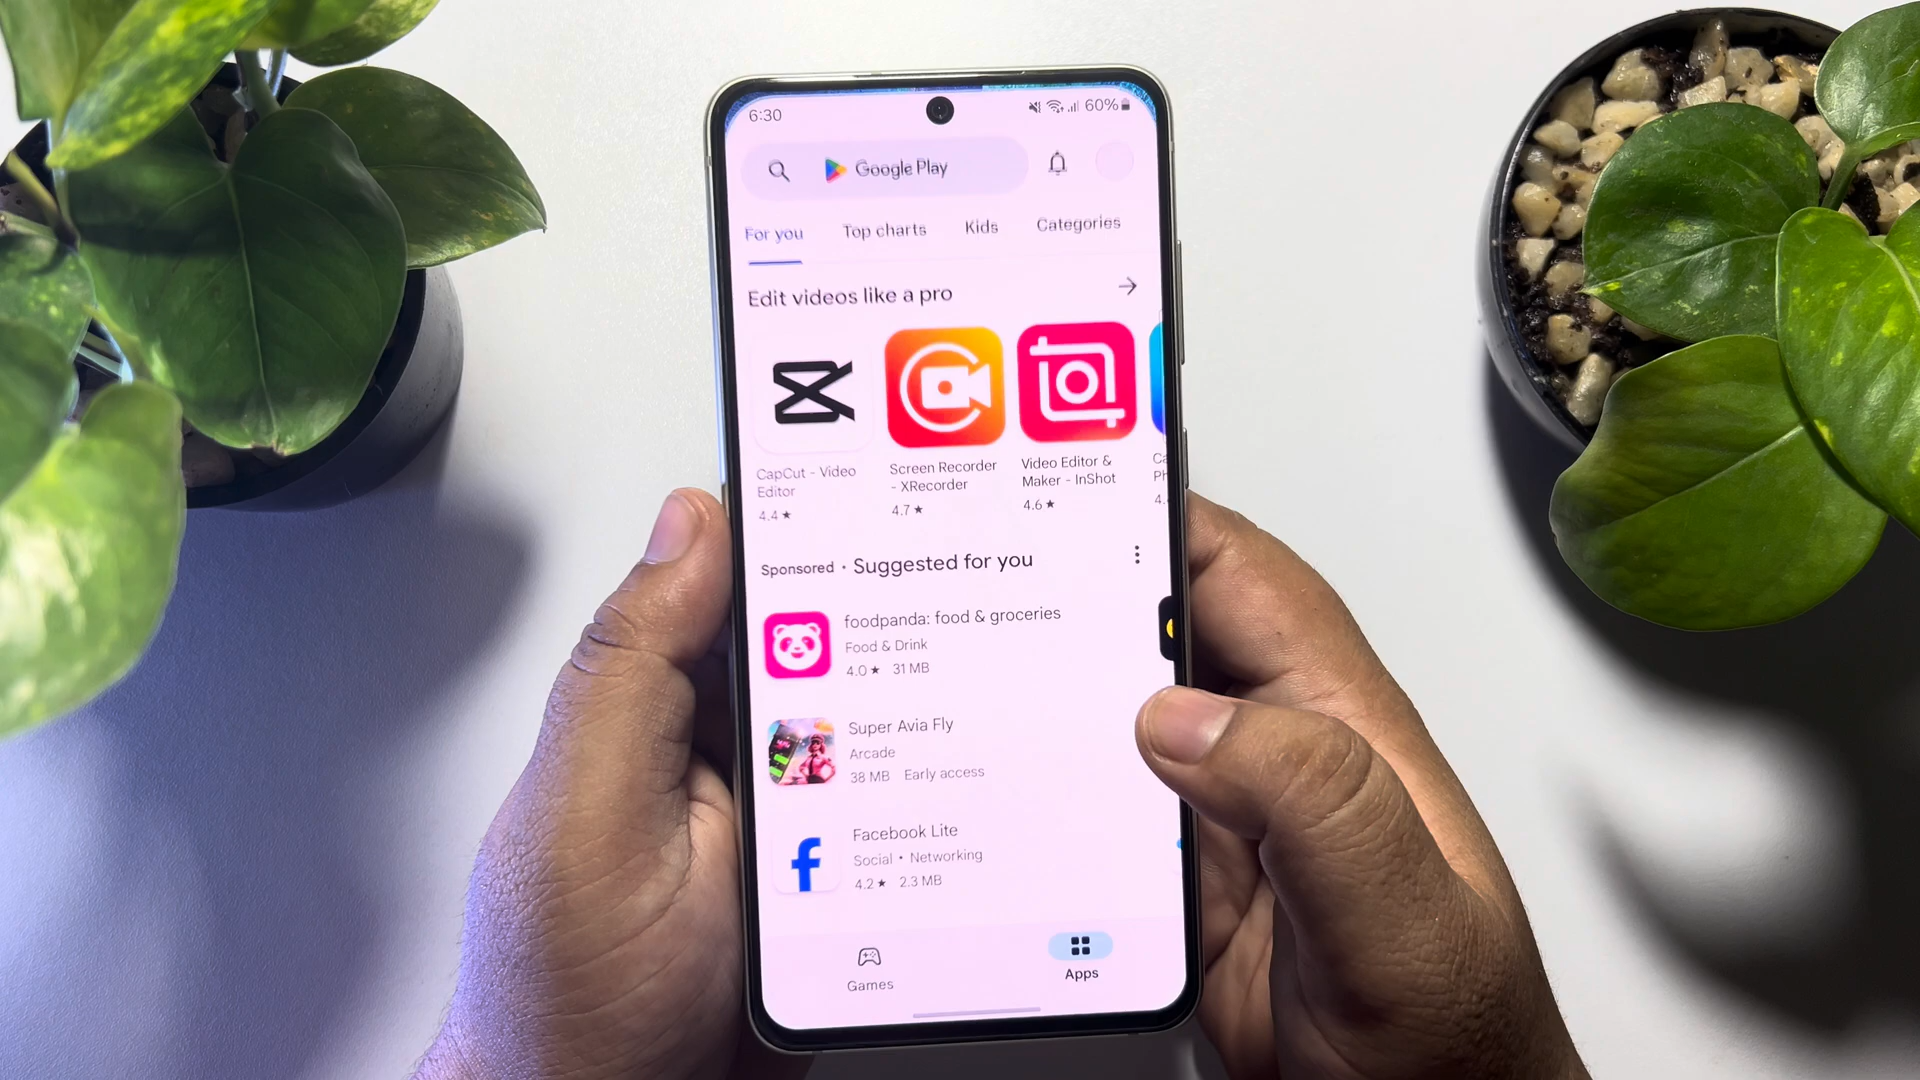 6:30
60%
Google Play
For you
Top charts
Kids
Categories
Edit videos like a pro
CapCut - Video
Editor
4.4 ★
Screen Recorder
- XRecorder
4.7 ★
Video Editor &
Maker - InShot
4.6 ★
Ca
Ph
4.
Sponsored • Suggested for you
foodpanda: food & groceries
Food & Drink
4.0 ★ 31 MB
Super Avia Fly
Arcade
38 MB Early access
Facebook Lite
Social • Networking
4.2 ★ 2.3 MB
Games
Apps